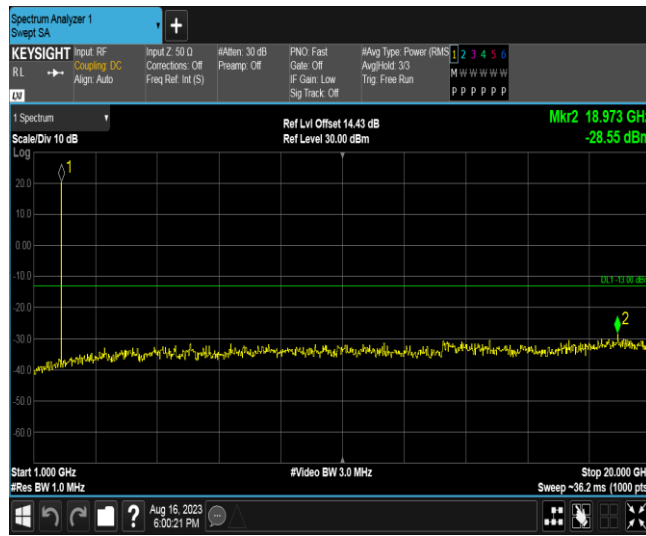 Spectrum Analyzer 1
Swept SA
+
KEYSIGHT Input: RF Input Z: 50 Ω #Atten: 30 dB PNO: Fast #Avg Type: Power (RMS 1 2 3 4 5 6
RL Coupling: DC Corrections: Off Preamp: Off Gate: Off Avg|Hold: 3/3 M W W W W W
Align: Auto Freq Ref: Int (S) IF Gain: Low Trig: Free Run
LXI Sig Track: Off P P P P P P
1 Spectrum Ref Lvl Offset 14.43 dB Mkr2 18.973 GHz
Scale/Div 10 dB Ref Level 30.00 dBm -28.55 dBm
Log
1
20.0
10.0
0.00
-10.0 DL1 -13.00 dBm
-20.0
2
-30.0
-40.0
-50.0
-60.0
Start 1.000 GHz #Video BW 3.0 MHz Stop 20.000 GH
#Res BW 1.0 MHz Sweep ~36.2 ms (1000 pts
? Aug 16, 2023
6:00:21 PM